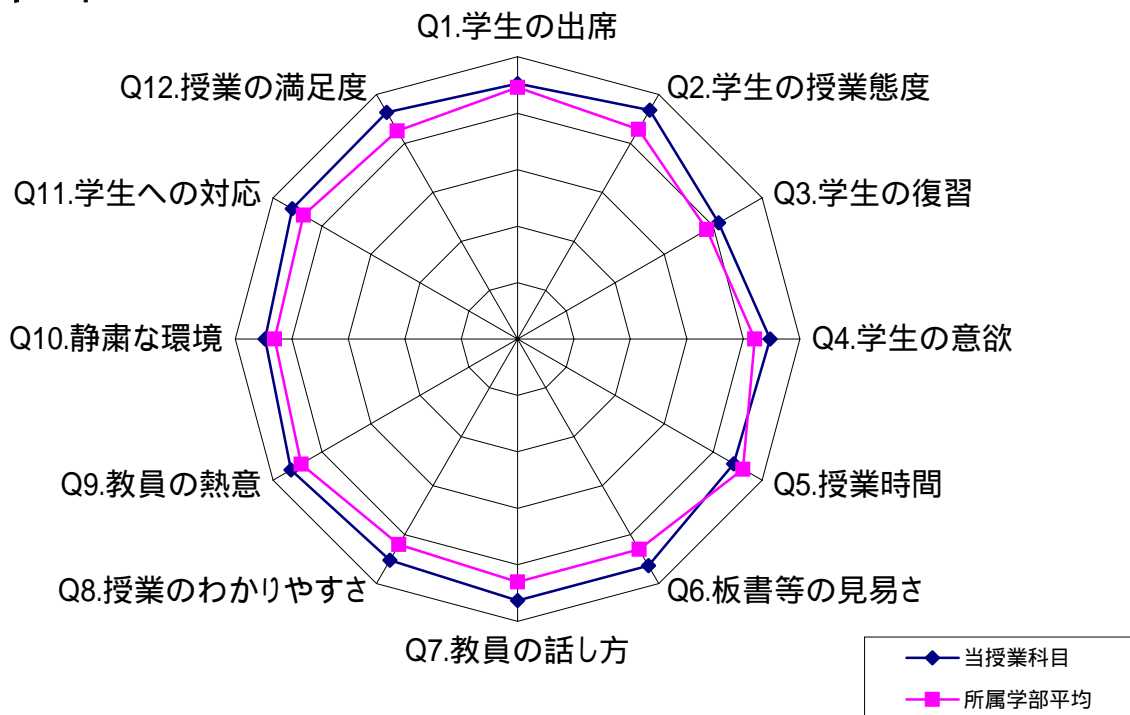 Q1.学生の出席
Q2.学生の授業態度
Q3.学生の復習
Q4.学生の意欲
Q5.授業時間
Q6.板書等の見易さ
Q7.教員の話し方
Q8.授業のわかりやすさ
Q9.教員の熱意
Q10.静粛な環境
Q11.学生への対応
Q12.授業の満足度
当授業科目
所属学部平均